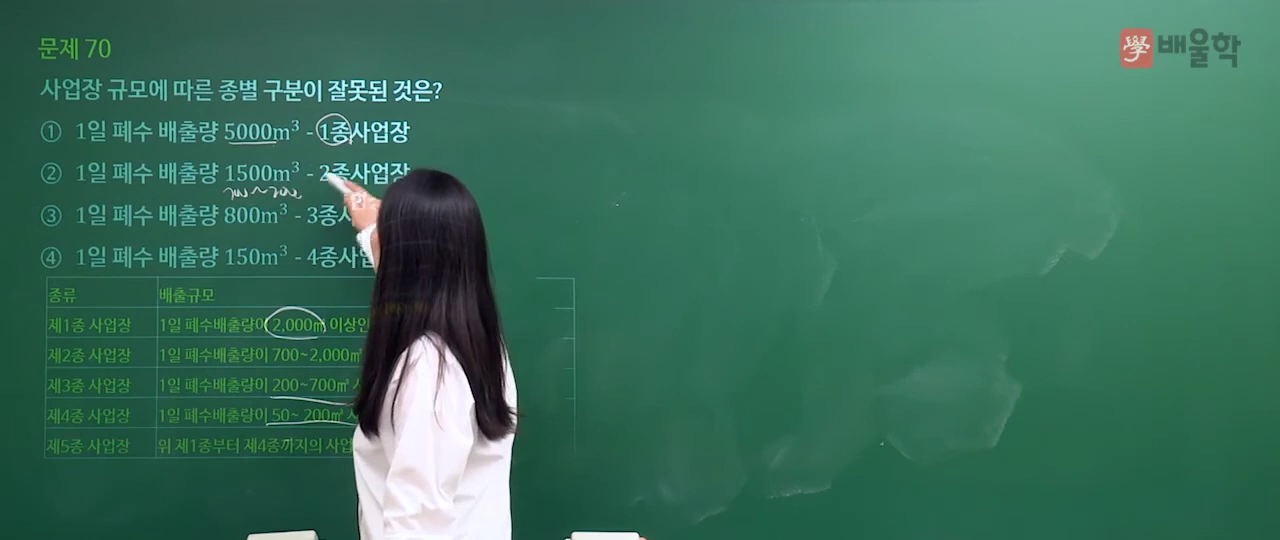 學 배울학
문제 70
사업장 규모에 따른 종별 구분이 잘못된 것은?
① 1일 폐수 배출량 5000m³ - 1종사업장
② 1일 폐수 배출량 1500m³ - 2종사업장
700~2000
③ 1일 폐수 배출량 800m³ - 3종사
④ 1일 폐수 배출량 150m³ - 4종사업
종류 배출규모
제1종 사업장 1일 폐수배출량이 2,000㎥ 이상인
제2종 사업장 1일 폐수배출량이 700~2,000㎥
제3종 사업장 1일 폐수배출량이 200~700㎥
제4종 사업장 1일 폐수배출량이 50~ 200㎥
제5종 사업장 위 제1종부터 제4종까지의 사업